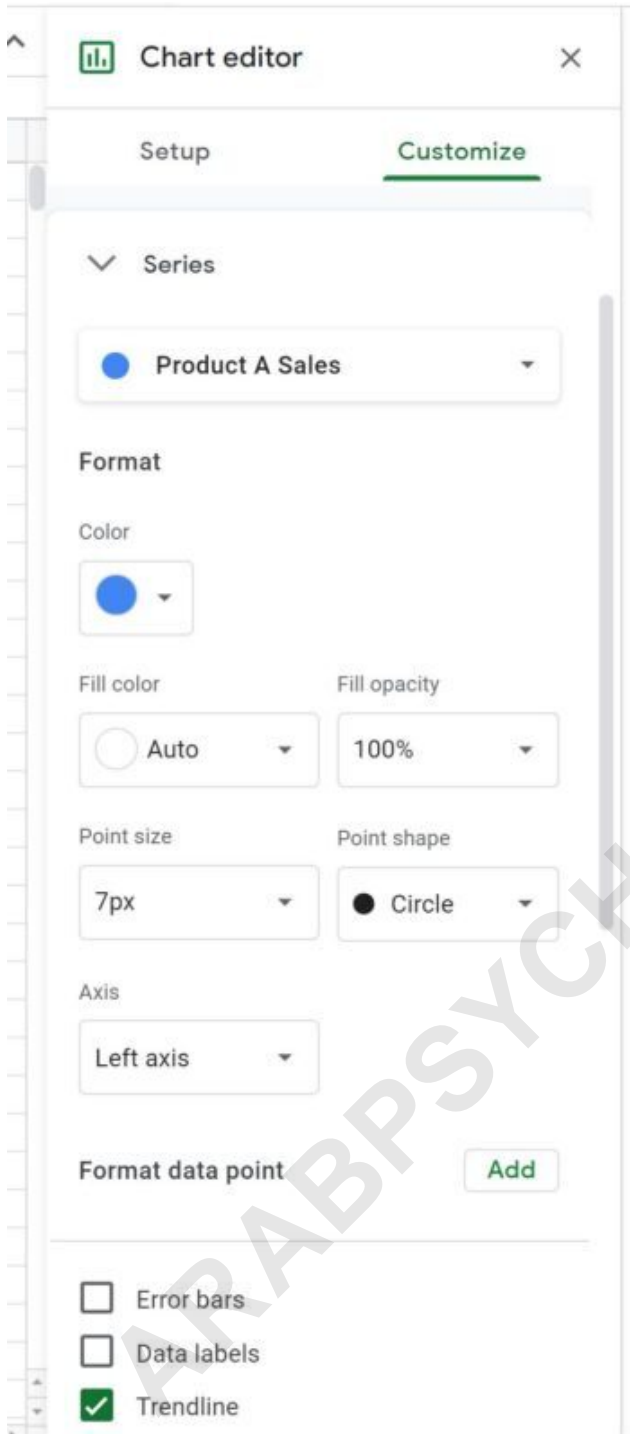 Chart editor
Setup Customize
Series
Product A Sales
Format
Color
Fill color Fill opacity
Auto 100%
Point size Point shape
7px Circle
Axis
Left axis
Format data point Add
Error bars
Data labels
Trendline
ARABPSYCH